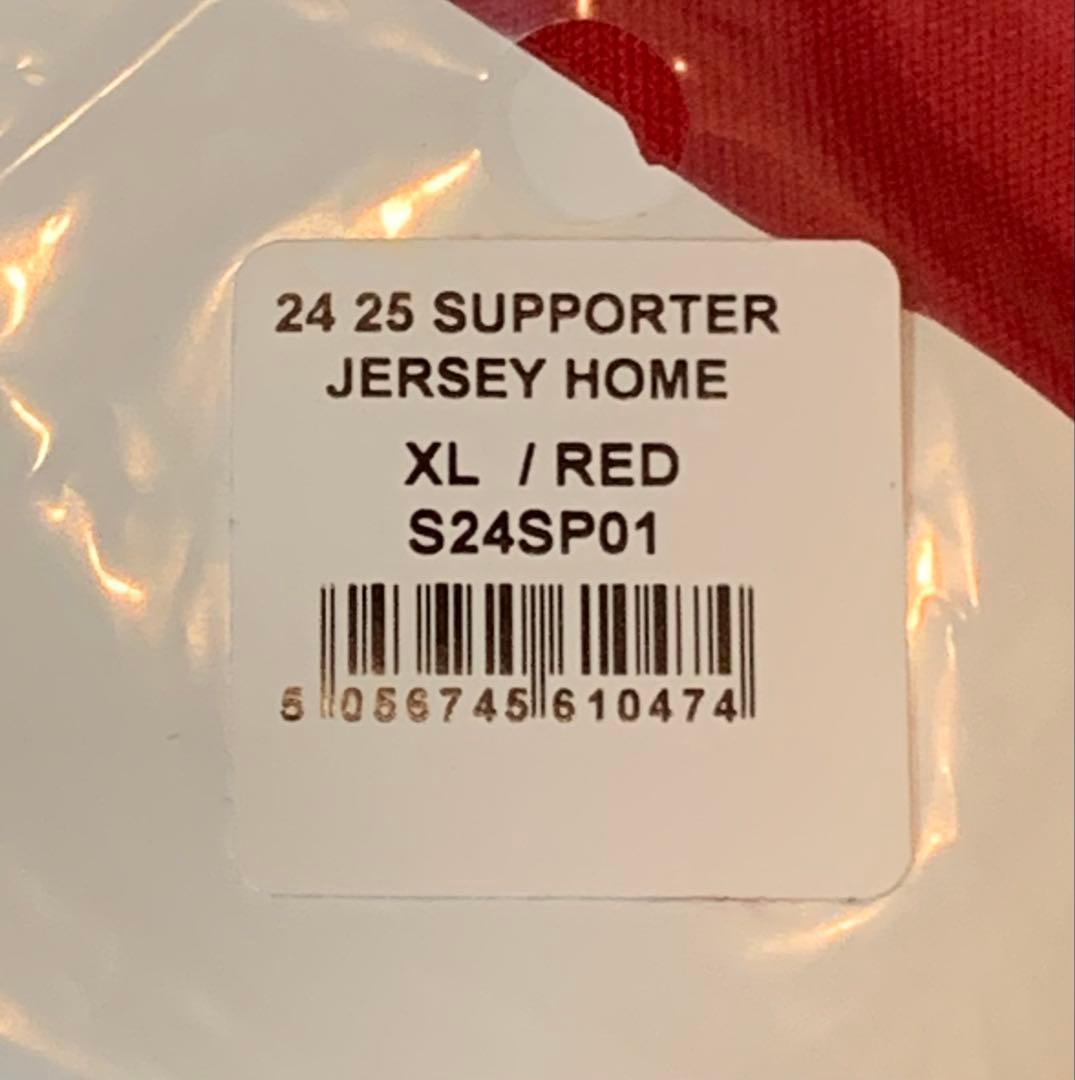 24 25 SUPPORTER
JERSEY HOME
XL / RED
S24SP01
5 056745 610474